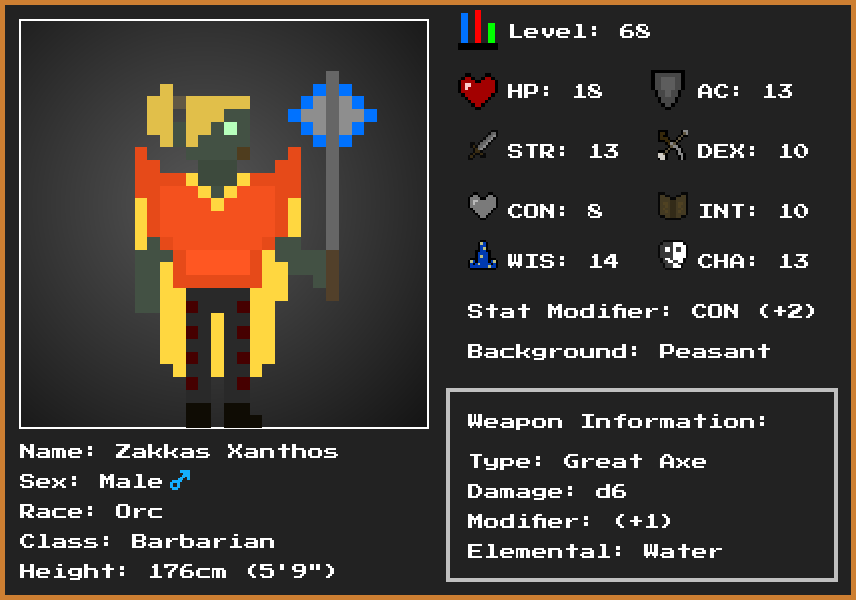 Level: 68
HP: 18 AC: 13
STR: 13 DEX: 10
CON: 8 INT: 10
WIS: 14 CHA: 13
Stat Modifier: CON (+2)
Background: Peasant
Weapon Information:
Type: Great Axe
Damage: d6
Modifier: (+1)
Elemental: Water
Name: Zakkas Xanthos
Sex: Male ♂
Race: Orc
Class: Barbarian
Height: 176cm (5'9")